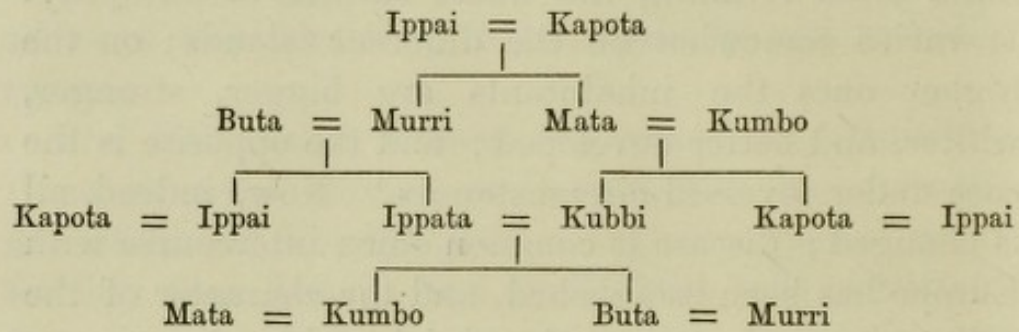 Ippai = Kapota
Buta = Murri Mata = Kumbo
Kapota = Ippai Ippata = Kubbi Kapota = Ippai
Mata = Kumbo Buta = Murri